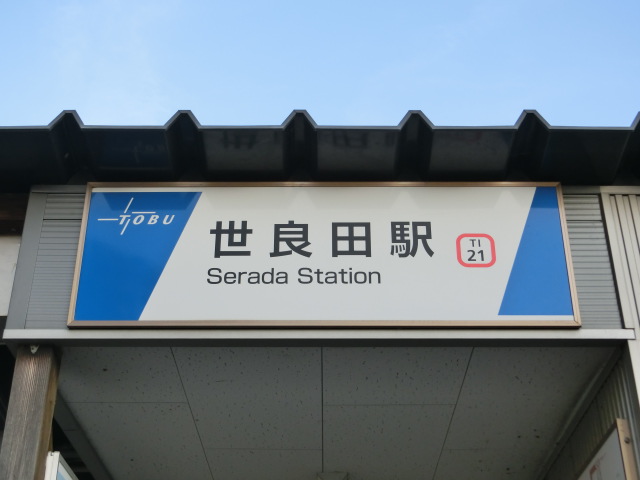 TOBU
世良田駅
TI
21
Serada Station